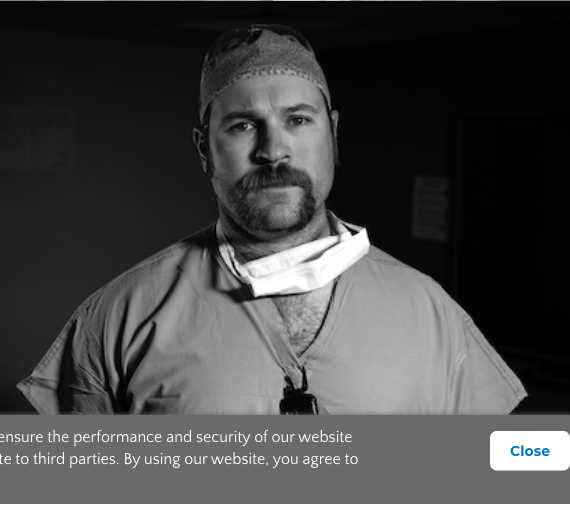 ensure the performance and security of our website
te to third parties. By using our website, you agree to
Close